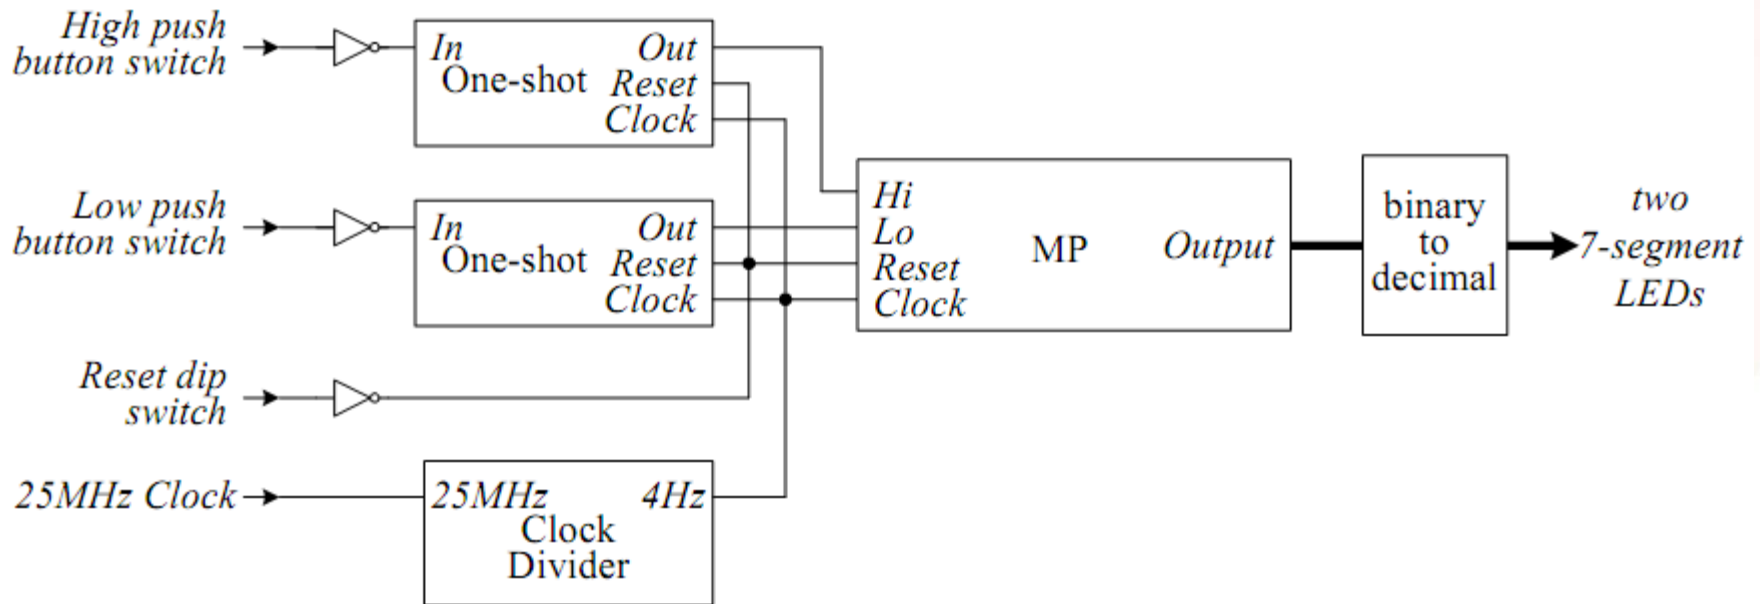 High push
button switch
In
Out
One-shot
Reset
Clock
Low push
button switch
In
Out
One-shot
Reset
Clock
Reset dip
switch
25MHz Clock
25MHz
4Hz
Clock
Divider
Hi
Lo
Reset
Clock
MP
Output
binary
to
decimal
two
7-segment
LEDs